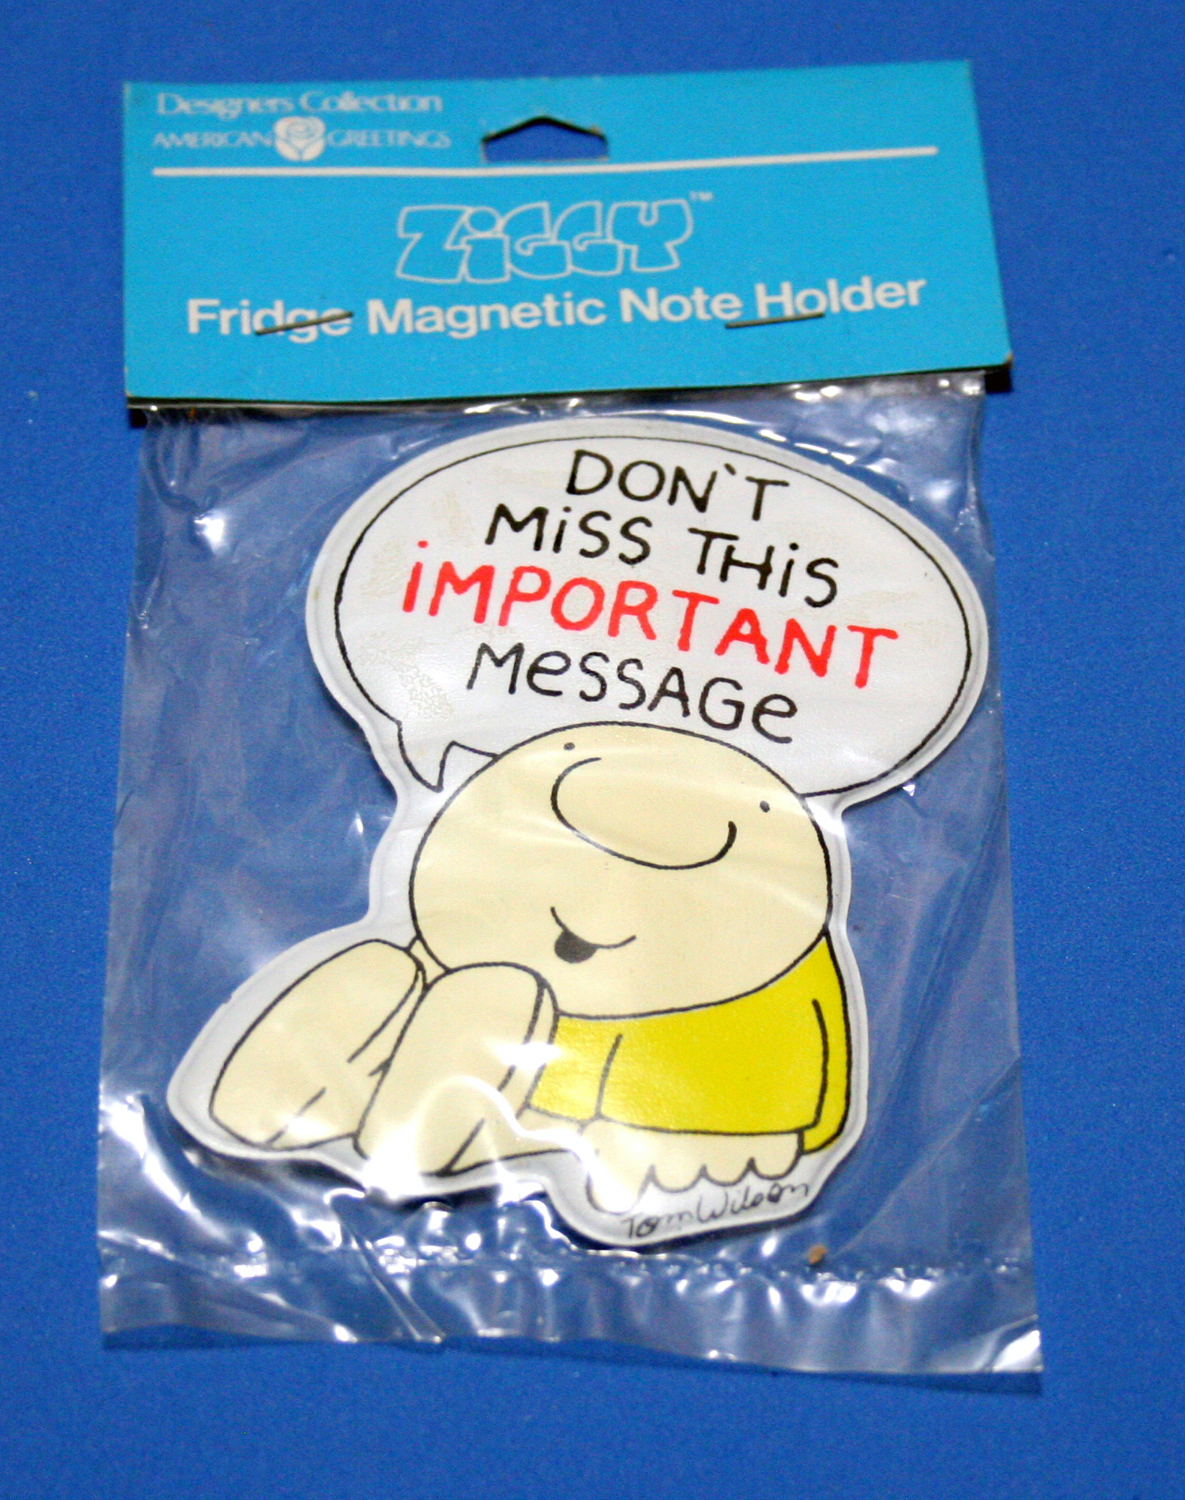 Designers Collection
AMERICAN GREETINGS
ZiGGY™
Fridge Magnetic Note Holder
DON'T
MiSS THiS
iMPORTANT
MeSSAGe
Tom Wilson